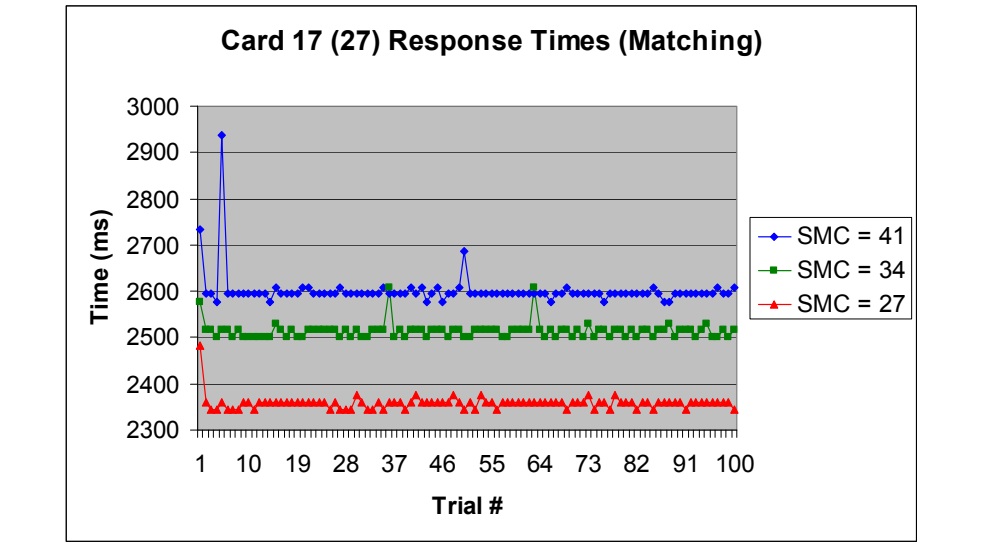 Card 17 (27) Response Times (Matching)
3000
2900
2800
2700
2600
2500
2400
2300
Time (ms)
1 10 19 28 37 46 55 64 73 82 91 100
Trial #
SMC = 41
SMC = 34
SMC = 27